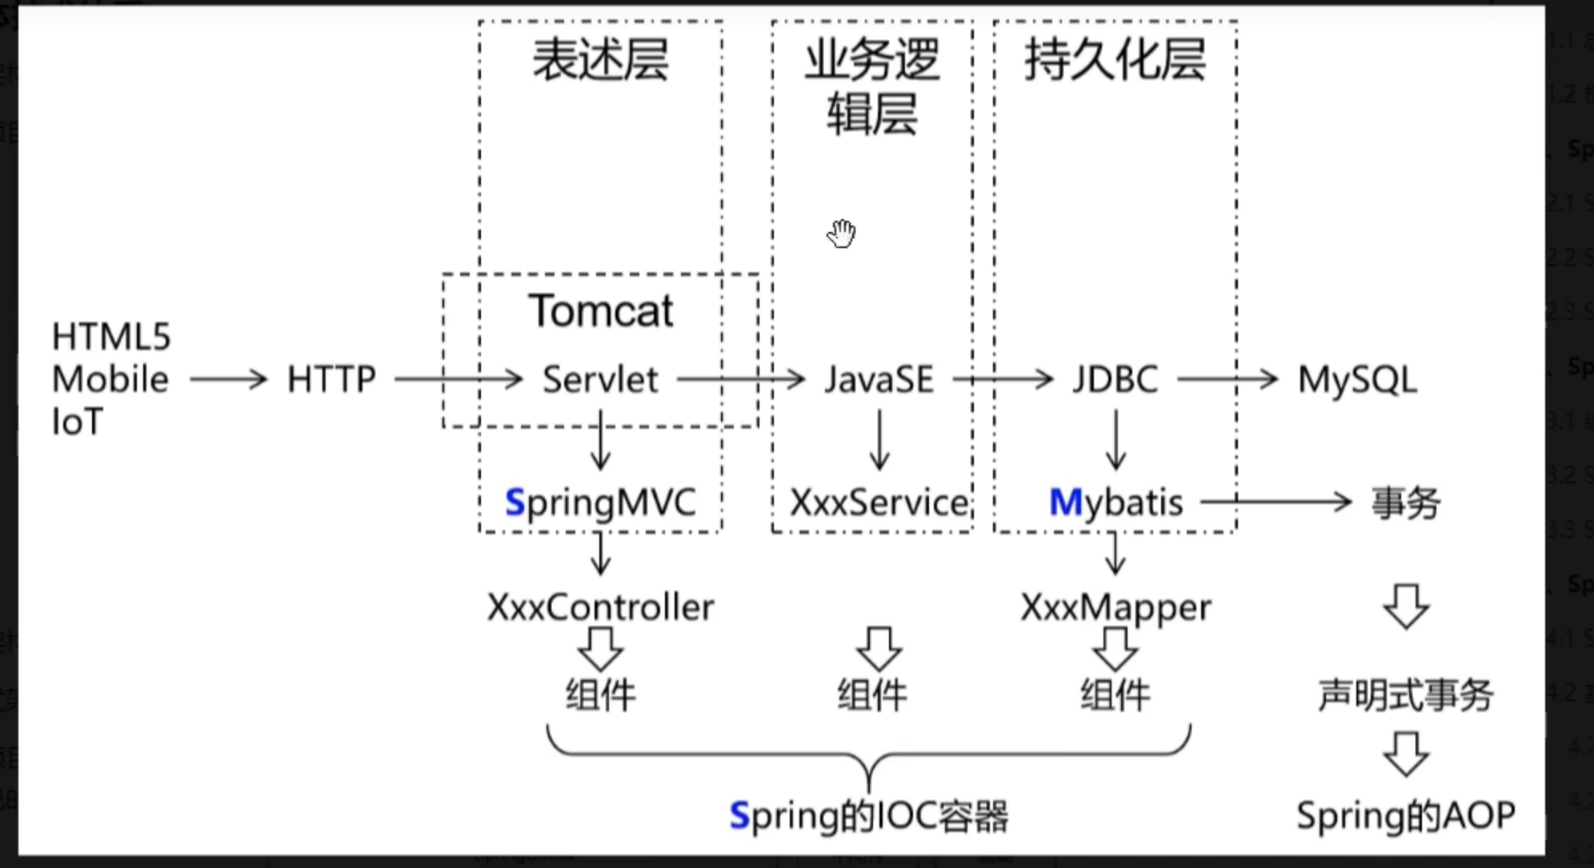 表述层
业务逻
辑层
持久化层
Tomcat
HTML5
Mobile
IoT
HTTP
Servlet
JavaSE
JDBC
MySQL
SpringMVC
XxxService
Mybatis
事务
XxxController
XxxMapper
组件
组件
组件
声明式事务
Spring的IOC容器
Spring的AOP